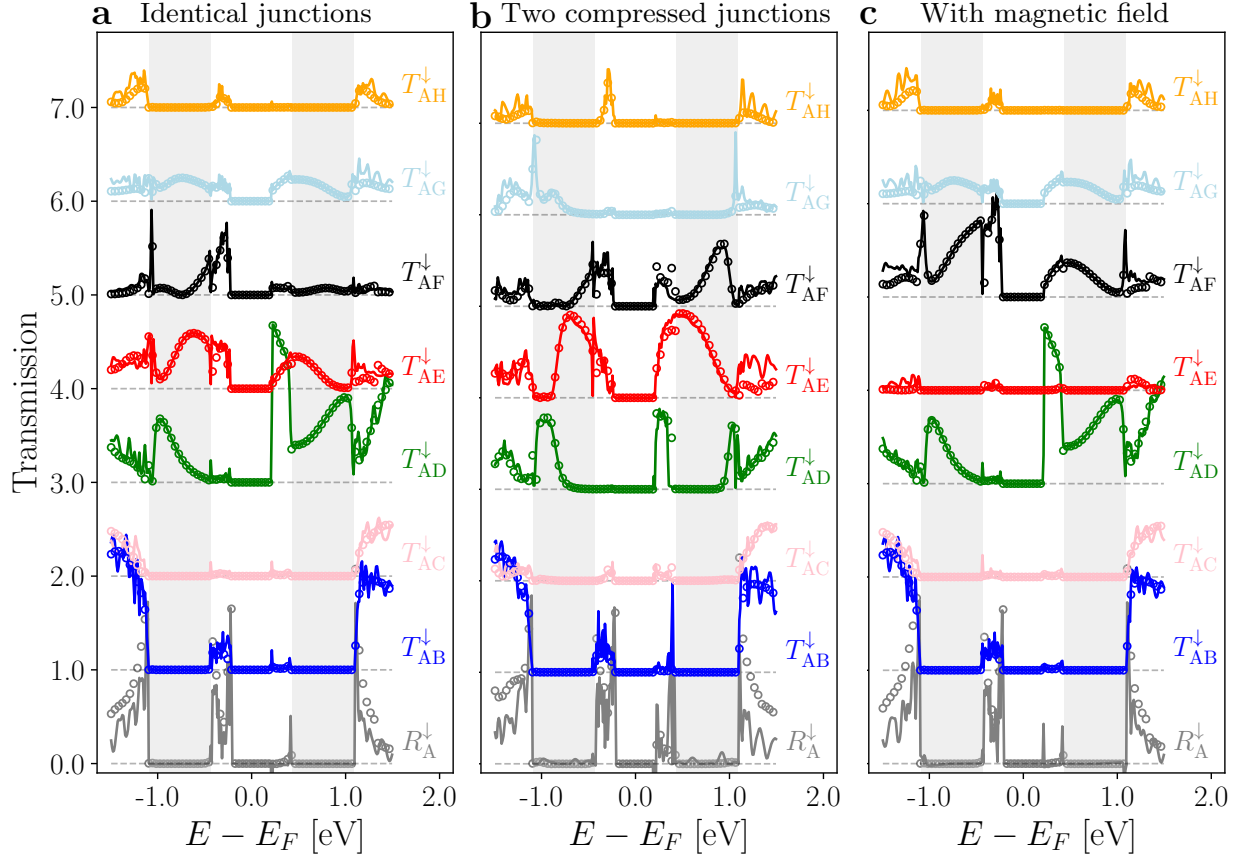 a Identical junctions
b Two compressed junctions
c With magnetic field
Transmission
7.0
6.0
5.0
4.0
3.0
2.0
1.0
0.0
T↓AH
T↓AG
T↓AF
T↓AE
T↓AD
T↓AC
T↓AB
R↓A
-1.0 0.0 1.0 2.0
E − E_F [eV]
T↓AH
T↓AG
T↓AF
T↓AE
T↓AD
T↓AC
T↓AB
R↓A
-1.0 0.0 1.0 2.0
E − E_F [eV]
T↓AH
T↓AG
T↓AF
T↓AE
T↓AD
T↓AC
T↓AB
R↓A
-1.0 0.0 1.0 2.0
E − E_F [eV]